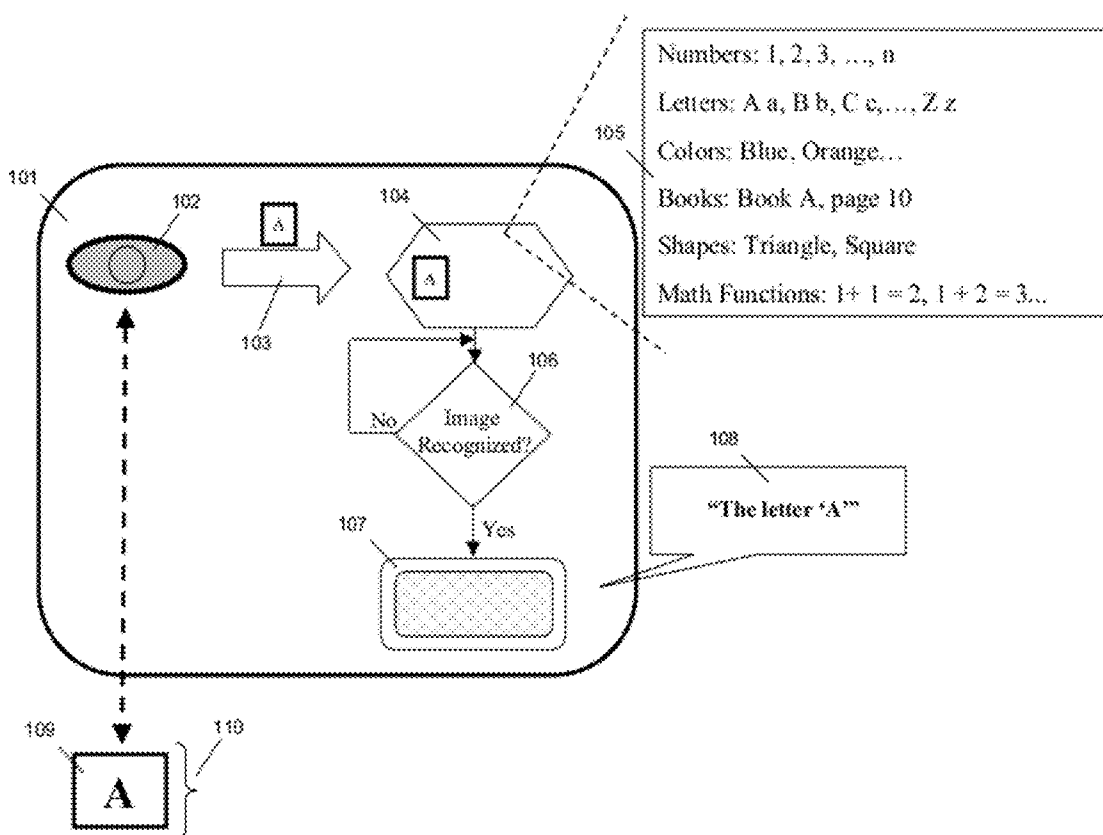 Numbers: 1, 2, 3, …, n
Letters: A a, B b, C c,…, Z z
105
Colors: Blue, Orange…
Books: Book A, page 10
Shapes: Triangle, Square
Math Functions: 1+ 1 = 2, 1 + 2 = 3...
101
102
A
104
A
103
106
Image
Recognized?
No
Yes
107
108
“The letter ‘A’”
109
A
110